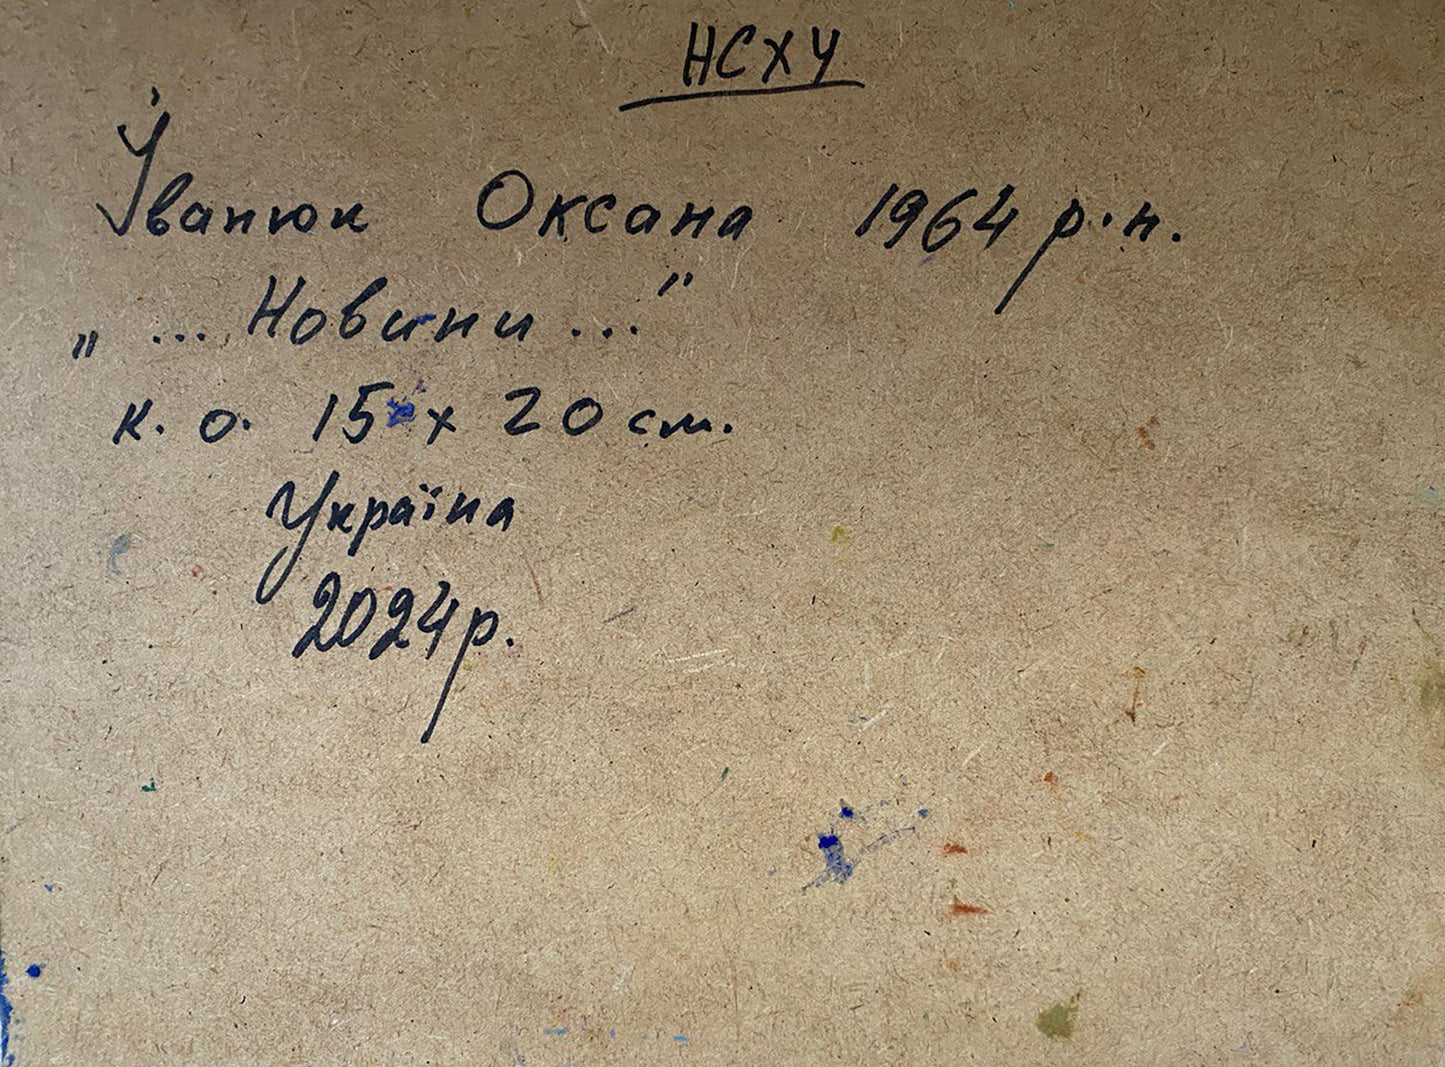 НСХУ
Іванюк Оксана 1964 р.н.
„ ... Новини ... "
к. о. 15 х 20 см.
Україна
2024р.